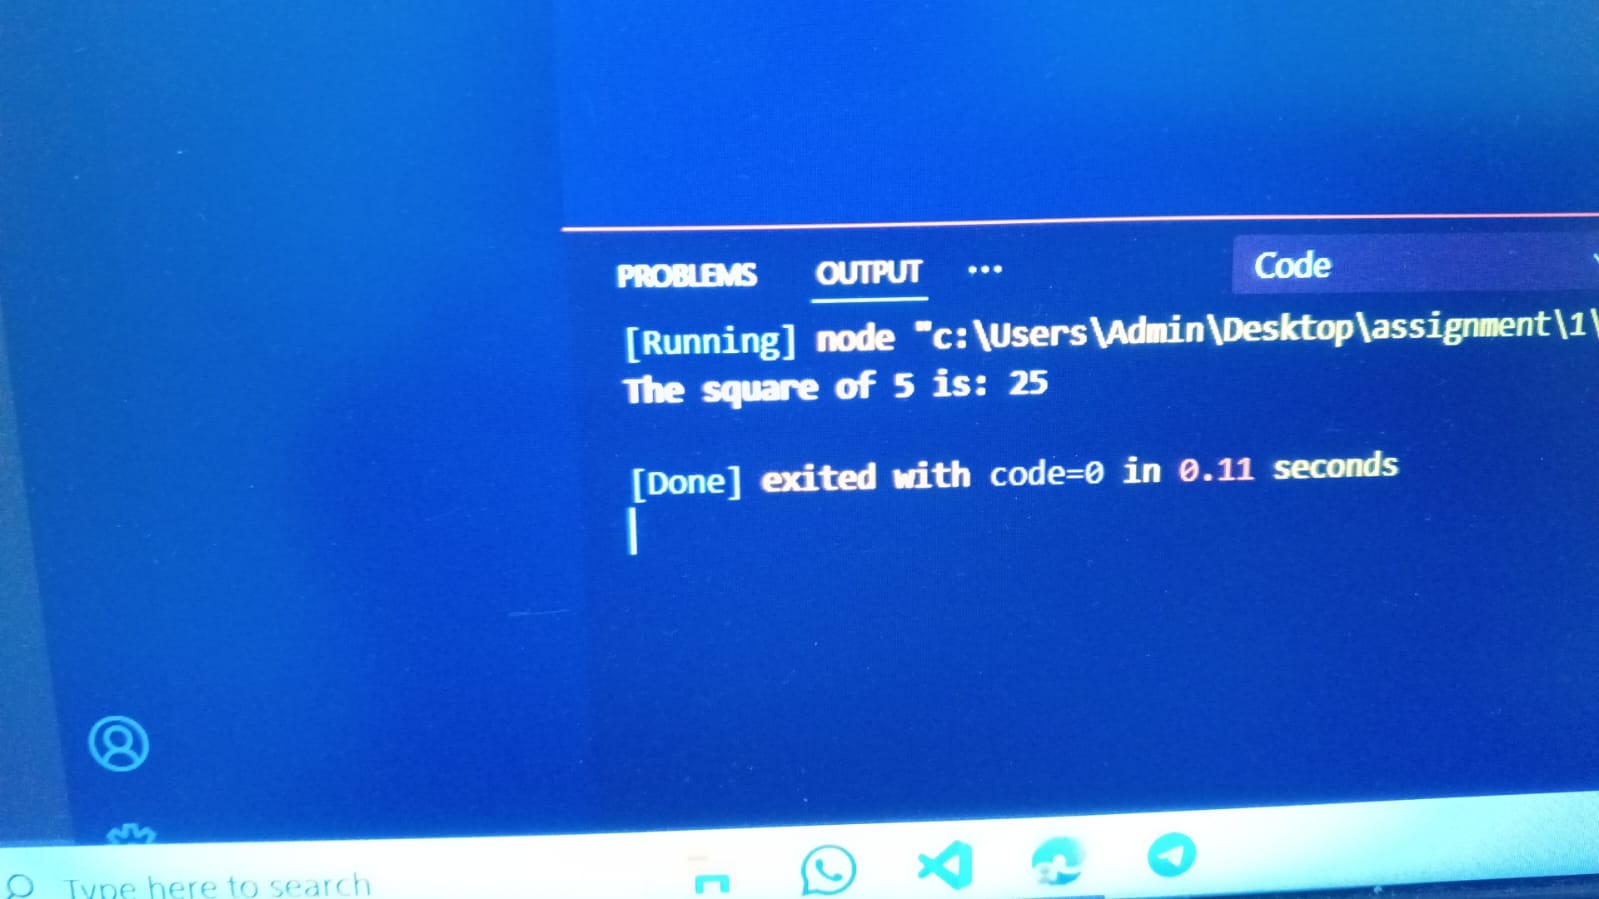 PROBLEMS OUTPUT ... Code
[Running] node "c:\Users\Admin\Desktop\assignment\1\
The square of 5 is: 25
[Done] exited with code=0 in 0.11 seconds
Type here to search